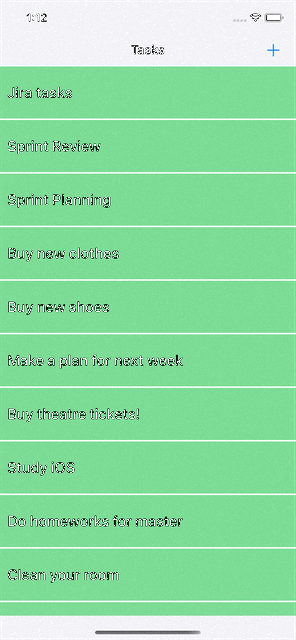 1:12
Tasks
Jira tasks
Sprint Review
Sprint Planning
Buy new clothes
Buy new shoes
Make a plan for next week
Buy theatre tickets!
Study iOS
Do homeworks for master
Clean your room